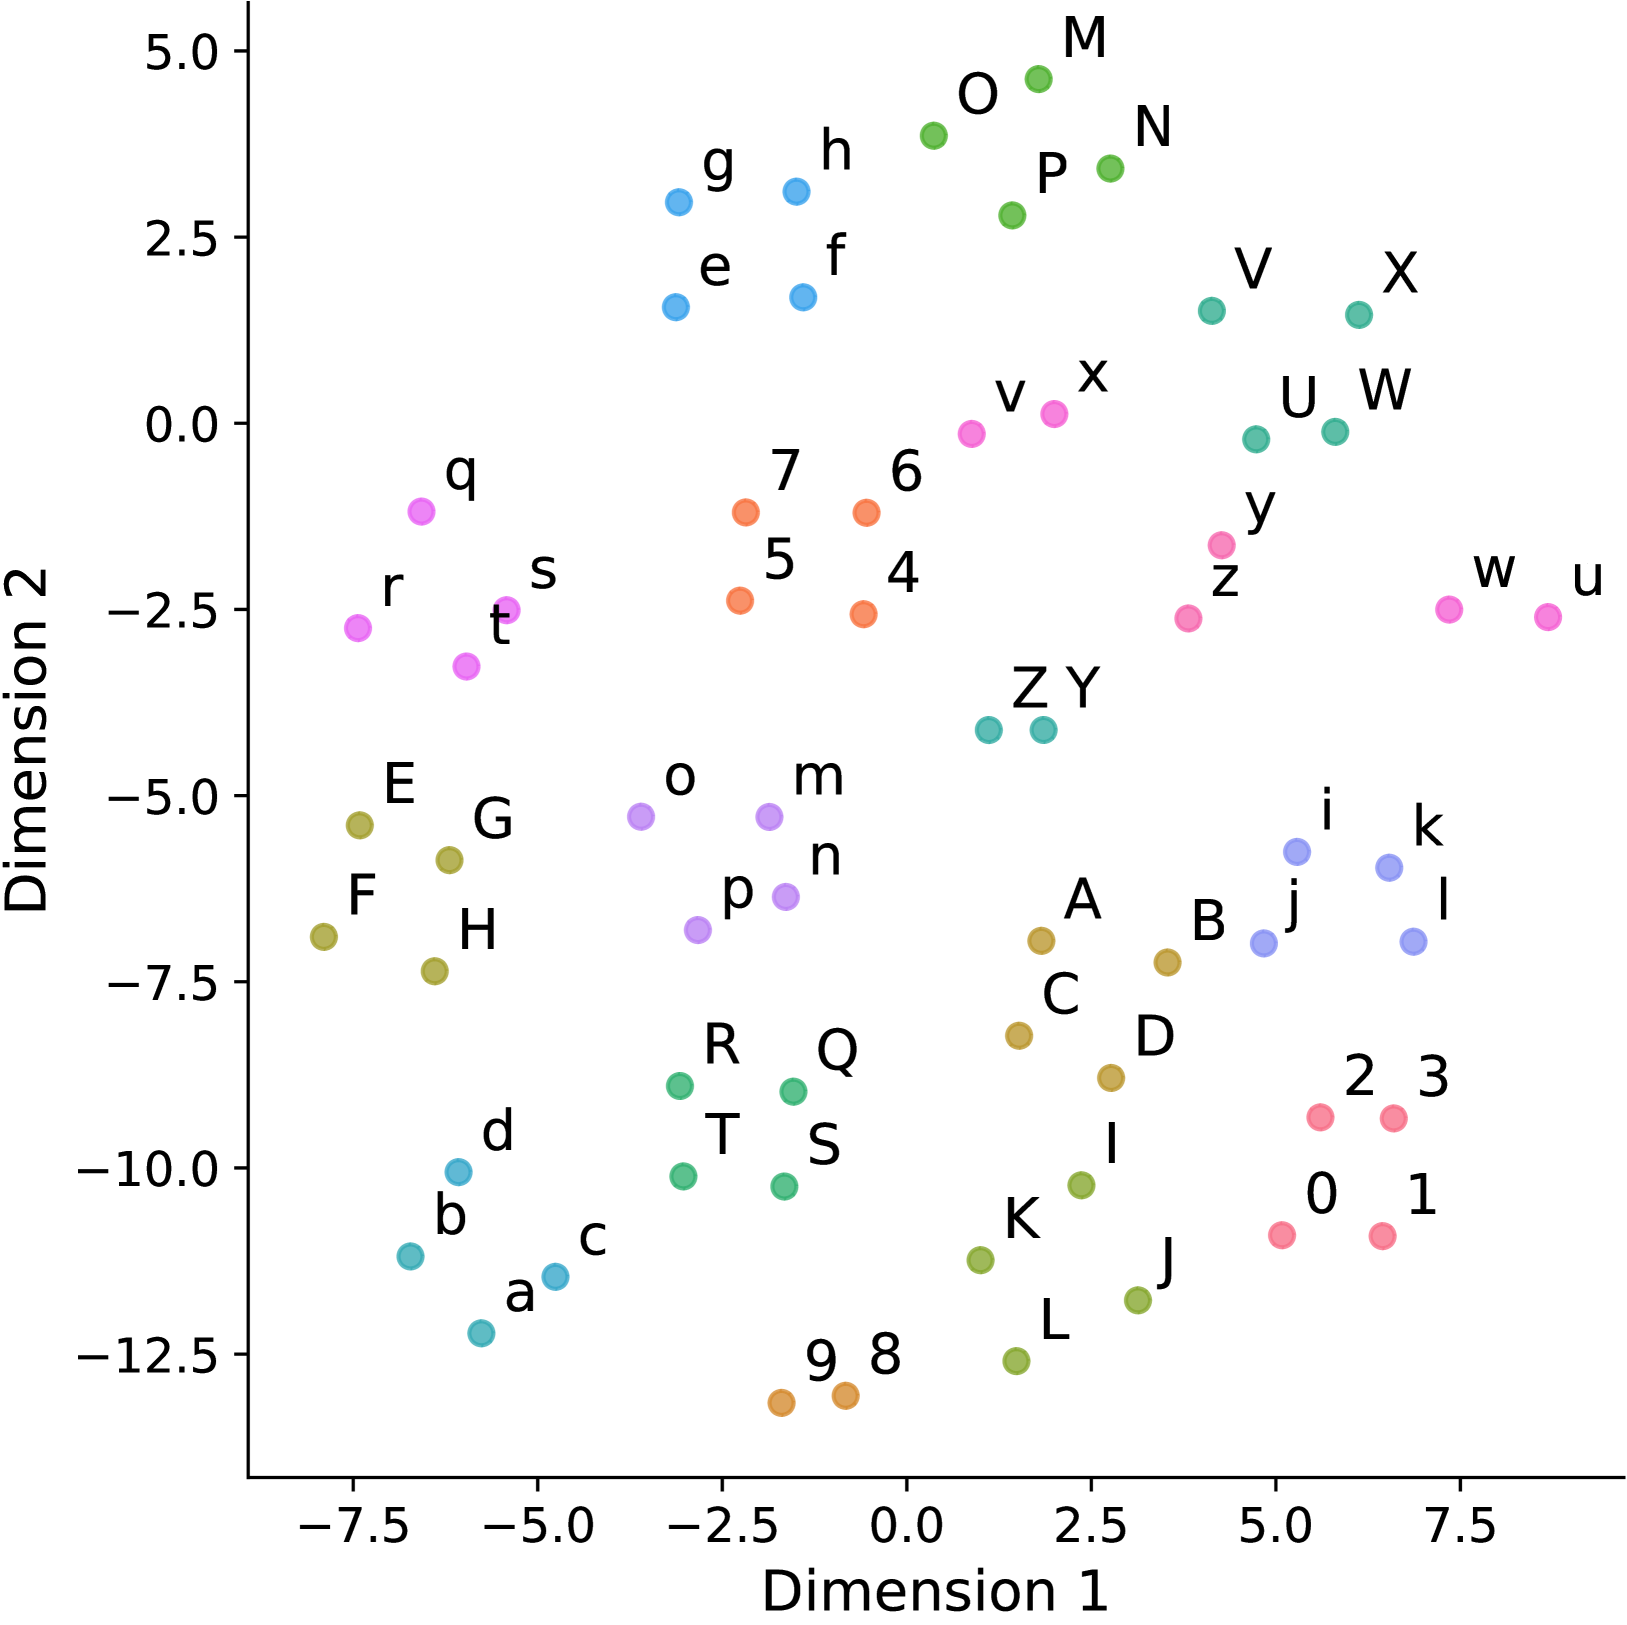 5.0
2.5
0.0
−2.5
−5.0
−7.5
−10.0
−12.5
Dimension 2
−7.5 −5.0 −2.5 0.0 2.5 5.0 7.5
Dimension 1
M
O
N
P
g
h
e
f
V
X
v
x
U
W
q
7
6
y
s
5
4
z
w
u
r
t
Z
Y
E
G
o
m
i
k
F
H
p
n
A
B
j
l
C
D
R
Q
2
3
d
T
S
I
b
c
K
J
0
1
a
L
9
8